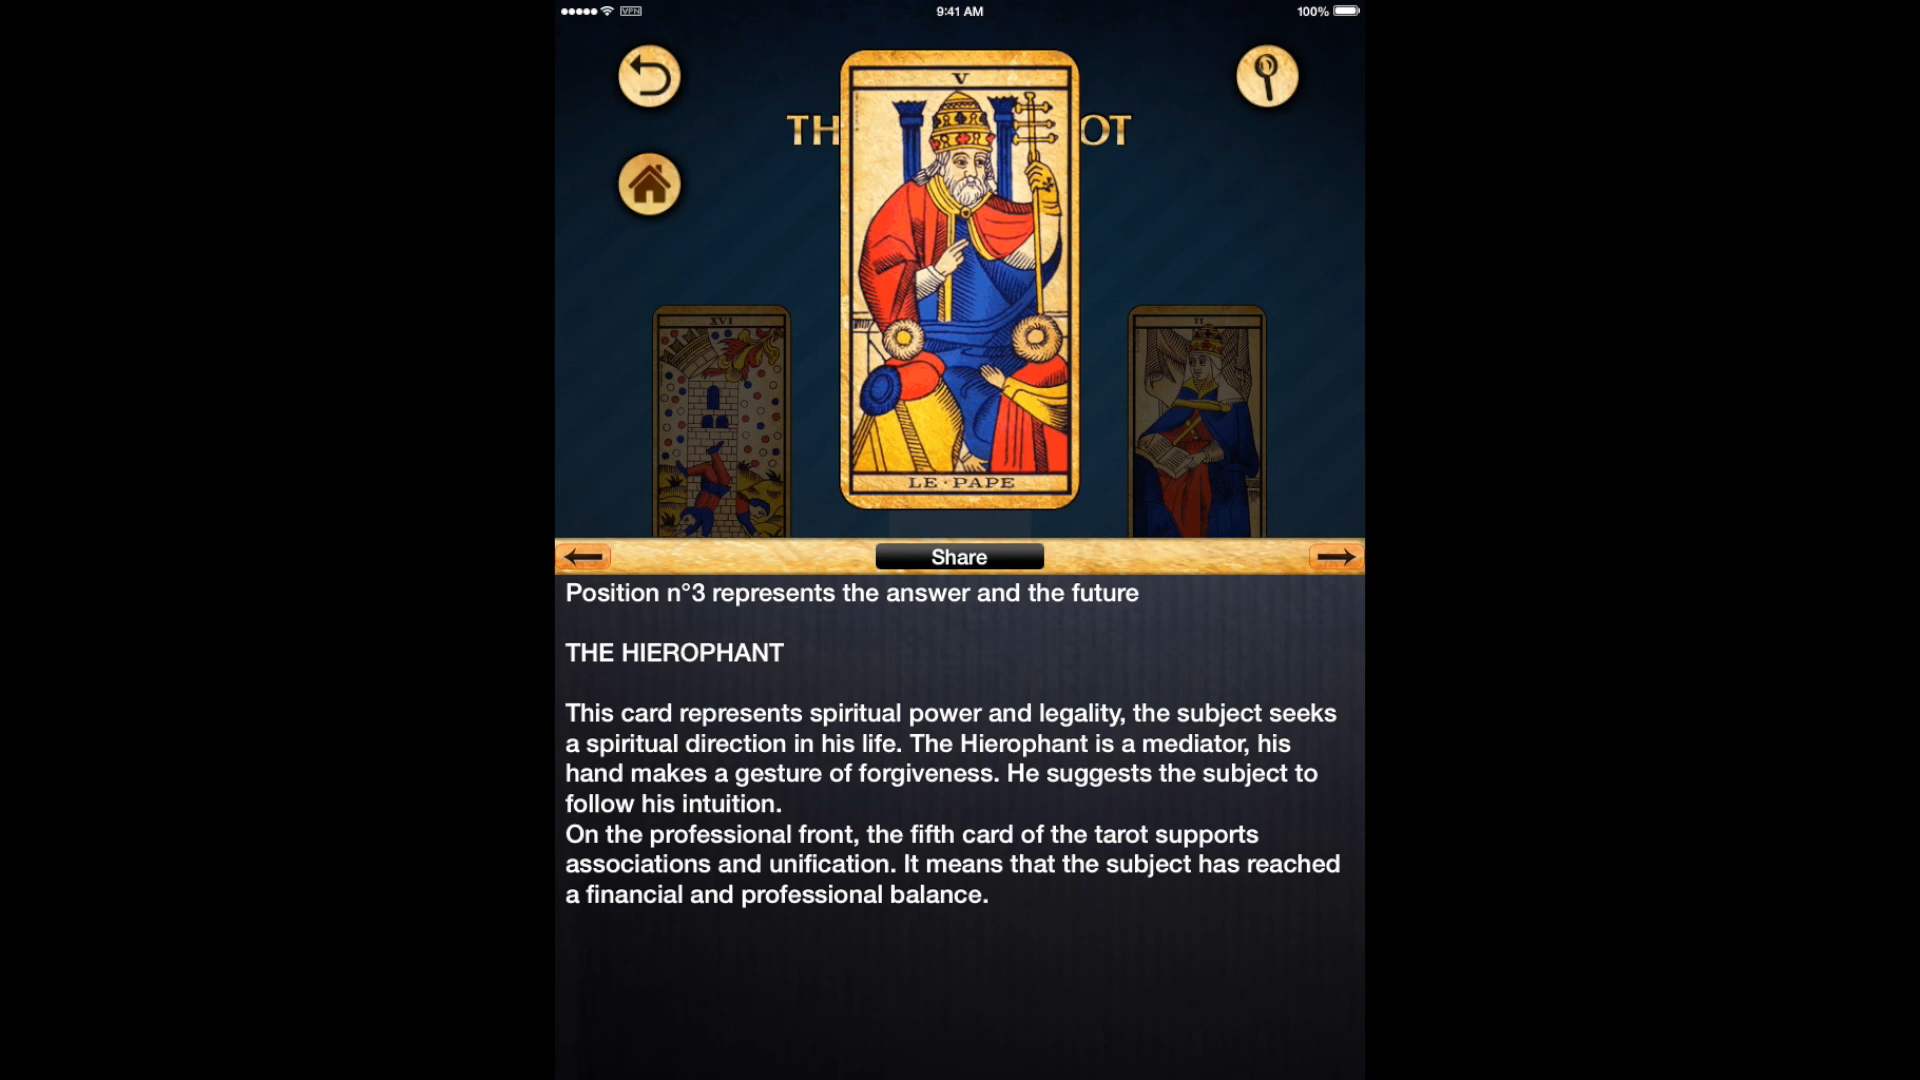 VPN
9:41 AM
100%
V
TH
OT
XVI
II
LE·PAPE
Share
Position n°3 represents the answer and the future
THE HIEROPHANT
This card represents spiritual power and legality, the subject seeks
a spiritual direction in his life. The Hierophant is a mediator, his
hand makes a gesture of forgiveness. He suggests the subject to
follow his intuition.
On the professional front, the fifth card of the tarot supports
associations and unification. It means that the subject has reached
a financial and professional balance.